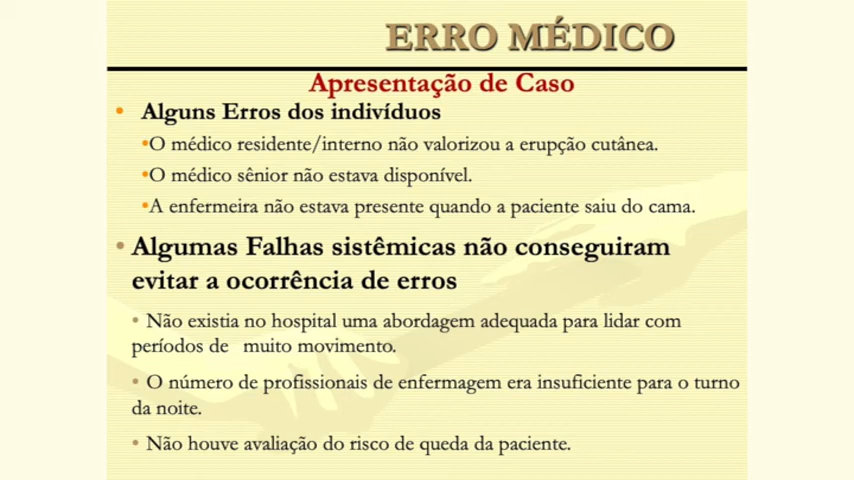 ERRO MÉDICO
Apresentação de Caso
• Alguns Erros dos indivíduos
•O médico residente/interno não valorizou a erupção cutânea.
•O médico sênior não estava disponível.
•A enfermeira não estava presente quando a paciente saiu do cama.
• Algumas Falhas sistêmicas não conseguiram
evitar a ocorrência de erros
• Não existia no hospital uma abordagem adequada para lidar com
períodos de muito movimento.
• O número de profissionais de enfermagem era insuficiente para o turno
da noite.
• Não houve avaliação do risco de queda da paciente.